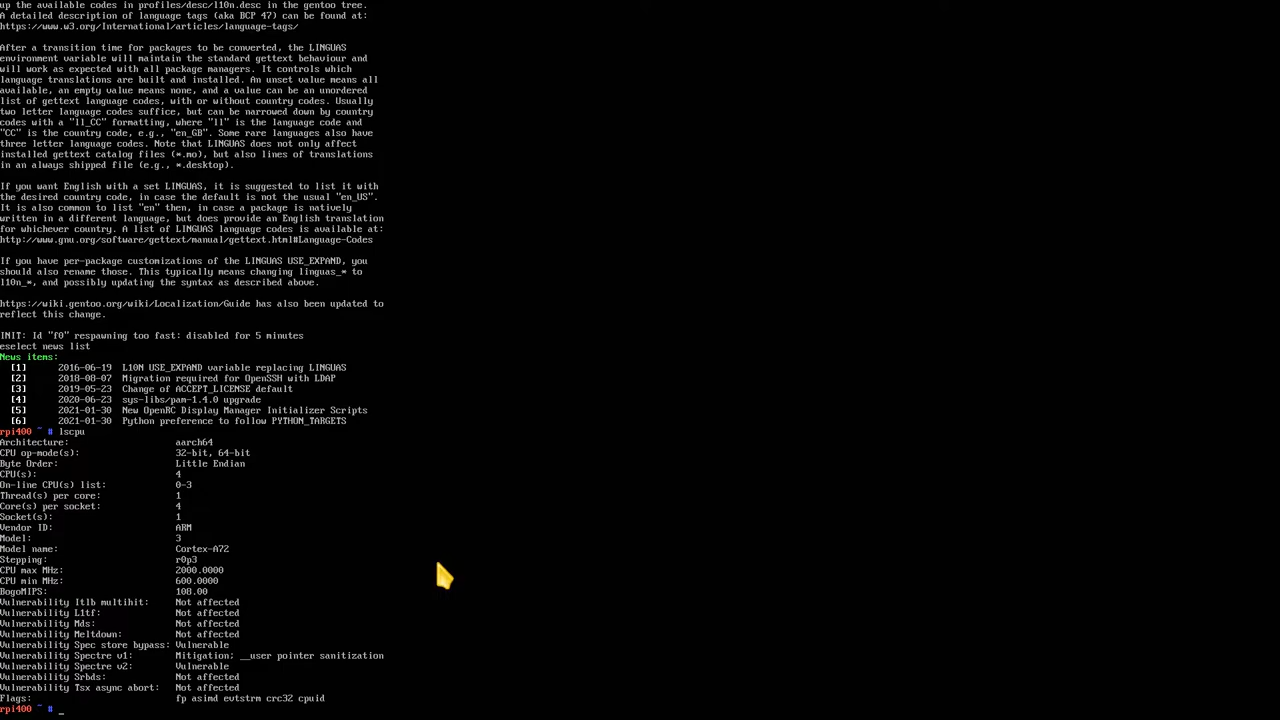 up the available codes in profiles/desc/l10n.desc in the gentoo tree.
A detailed description of language tags (aka BCP 47) can be found at:
https://www.w3.org/International/articles/language-tags/
After a transition time for packages to be converted, the LINGUAS
environment variable will maintain the standard gettext behaviour and
will work as expected with all package managers. It controls which
language translations are built and installed. An unset value means all
available, an empty value means none, and a value can be an unordered
list of gettext language codes, with or without country codes. Usually
two letter language codes suffice, but can be narrowed down by country
codes with a "ll_CC" formatting, where "ll" is the language code and
"CC" is the country code, e.g., "en_GB". Some rare languages also have
three letter language codes. Note that LINGUAS does not only affect
installed gettext catalog files (*.mo), but also lines of translations
in an always shipped file (e.g., *.desktop).
If you want English with a set LINGUAS, it is suggested to list it with
the desired country code, in case the default is not the usual "en_US".
It is also common to list "en" then, in case a package is natively
written in a different language, but does provide an English translation
for whichever country. A list of LINGUAS language codes is available at:
http://www.gnu.org/software/gettext/manual/gettext.html#Language-Codes
If you have per-package customizations of the LINGUAS USE_EXPAND, you
should also rename those. This typically means changing linguas_* to
l10n_*, and possibly updating the syntax as described above.
https://wiki.gentoo.org/wiki/Localization/Guide has also been updated to
reflect this change.
INIT: Id "f0" respawning too fast: disabled for 5 minutes
eselect news list
News items:
[1] 2016-06-19 L10N USE_EXPAND variable replacing LINGUAS
[2] 2018-08-07 Migration required for OpenSSH with LDAP
[3] 2019-05-23 Change of ACCEPT_LICENSE default
[4] 2020-06-23 sys-libs/pam-1.4.0 upgrade
[5] 2021-01-30 New OpenRC Display Manager Initializer Scripts
[6] 2021-01-30 Python preference to follow PYTHON_TARGETS
rpi400 ~ # lscpu
Architecture: aarch64
CPU op-mode(s): 32-bit, 64-bit
Byte Order: Little Endian
CPU(s): 4
On-line CPU(s) list: 0-3
Thread(s) per core: 1
Core(s) per socket: 4
Socket(s): 1
Vendor ID: ARM
Model: 3
Model name: Cortex-A72
Stepping: r0p3
CPU max MHz: 2000.0000
CPU min MHz: 600.0000
BogoMIPS: 108.00
Vulnerability Itlb multihit: Not affected
Vulnerability L1tf: Not affected
Vulnerability Mds: Not affected
Vulnerability Meltdown: Not affected
Vulnerability Spec store bypass: Vulnerable
Vulnerability Spectre v1: Mitigation; __user pointer sanitization
Vulnerability Spectre v2: Vulnerable
Vulnerability Srbds: Not affected
Vulnerability Tsx async abort: Not affected
Flags: fp asimd evtstrm crc32 cpuid
rpi400 ~ # _